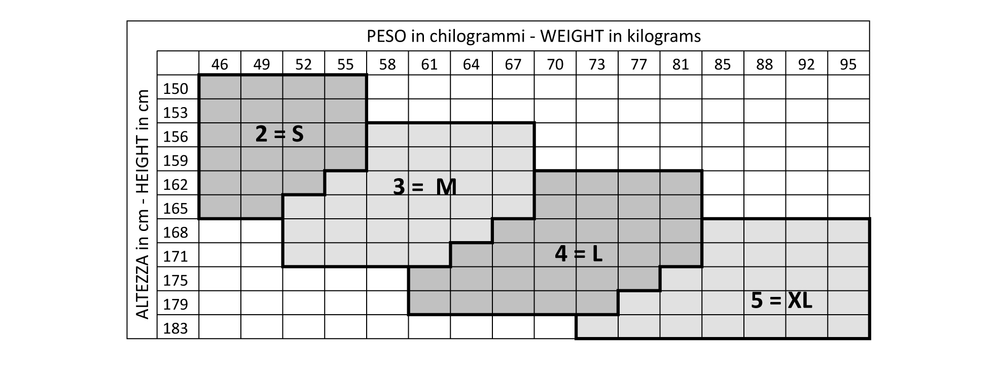 PESO in chilogrammi - WEIGHT in kilograms
46 49 52 55 58 61 64 67 70 73 77 81 85 88 92 95
ALTEZZA in cm - HEIGHT in cm
150
153
156
159
162
165
168
171
175
179
183
2 = S
3 = M
4 = L
5 = XL